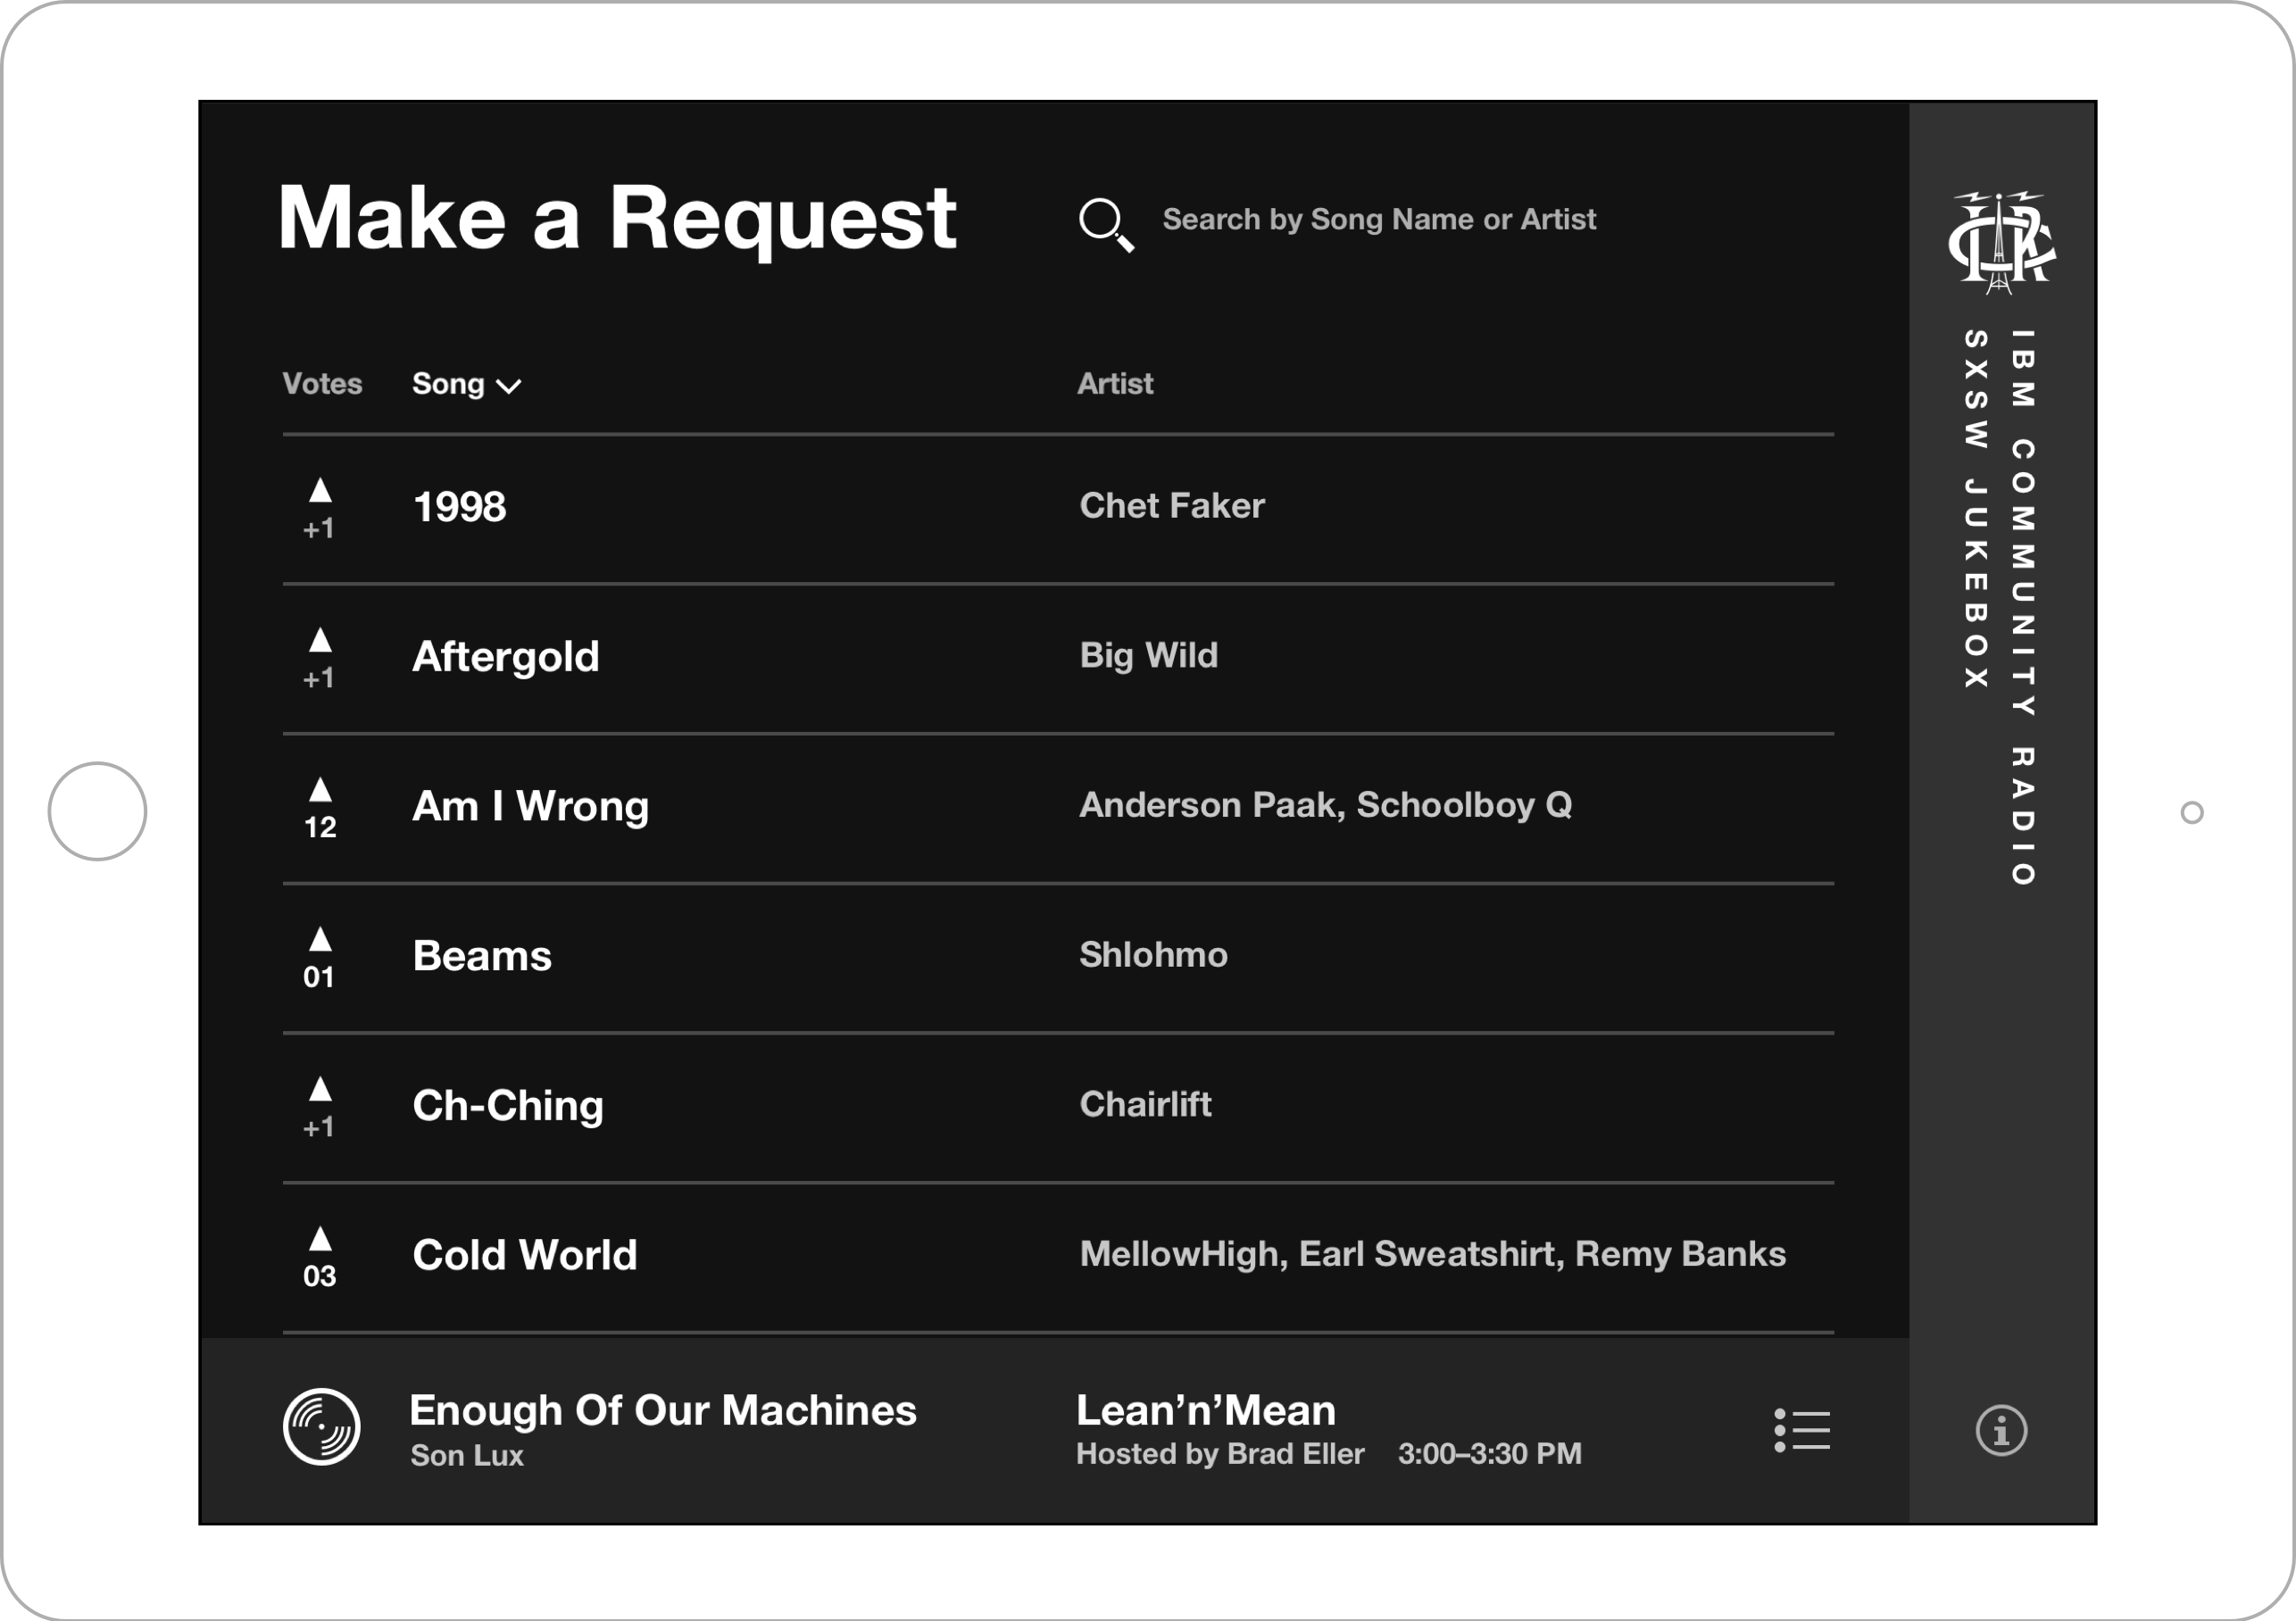 Make a Request
Search by Song Name or Artist
Votes Song Artist
+1 1998 Chet Faker
+1 Aftergold Big Wild
12 Am I Wrong Anderson Paak, Schoolboy Q
01 Beams Shlohmo
+1 Ch-Ching Chairlift
03 Cold World MellowHigh, Earl Sweatshirt, Remy Banks
Enough Of Our Machines
Son Lux
Lean’n’Mean
Hosted by Brad Eller 3:00–3:30 PM
IBM COMMUNITY RADIO
SXSW JUKEBOX